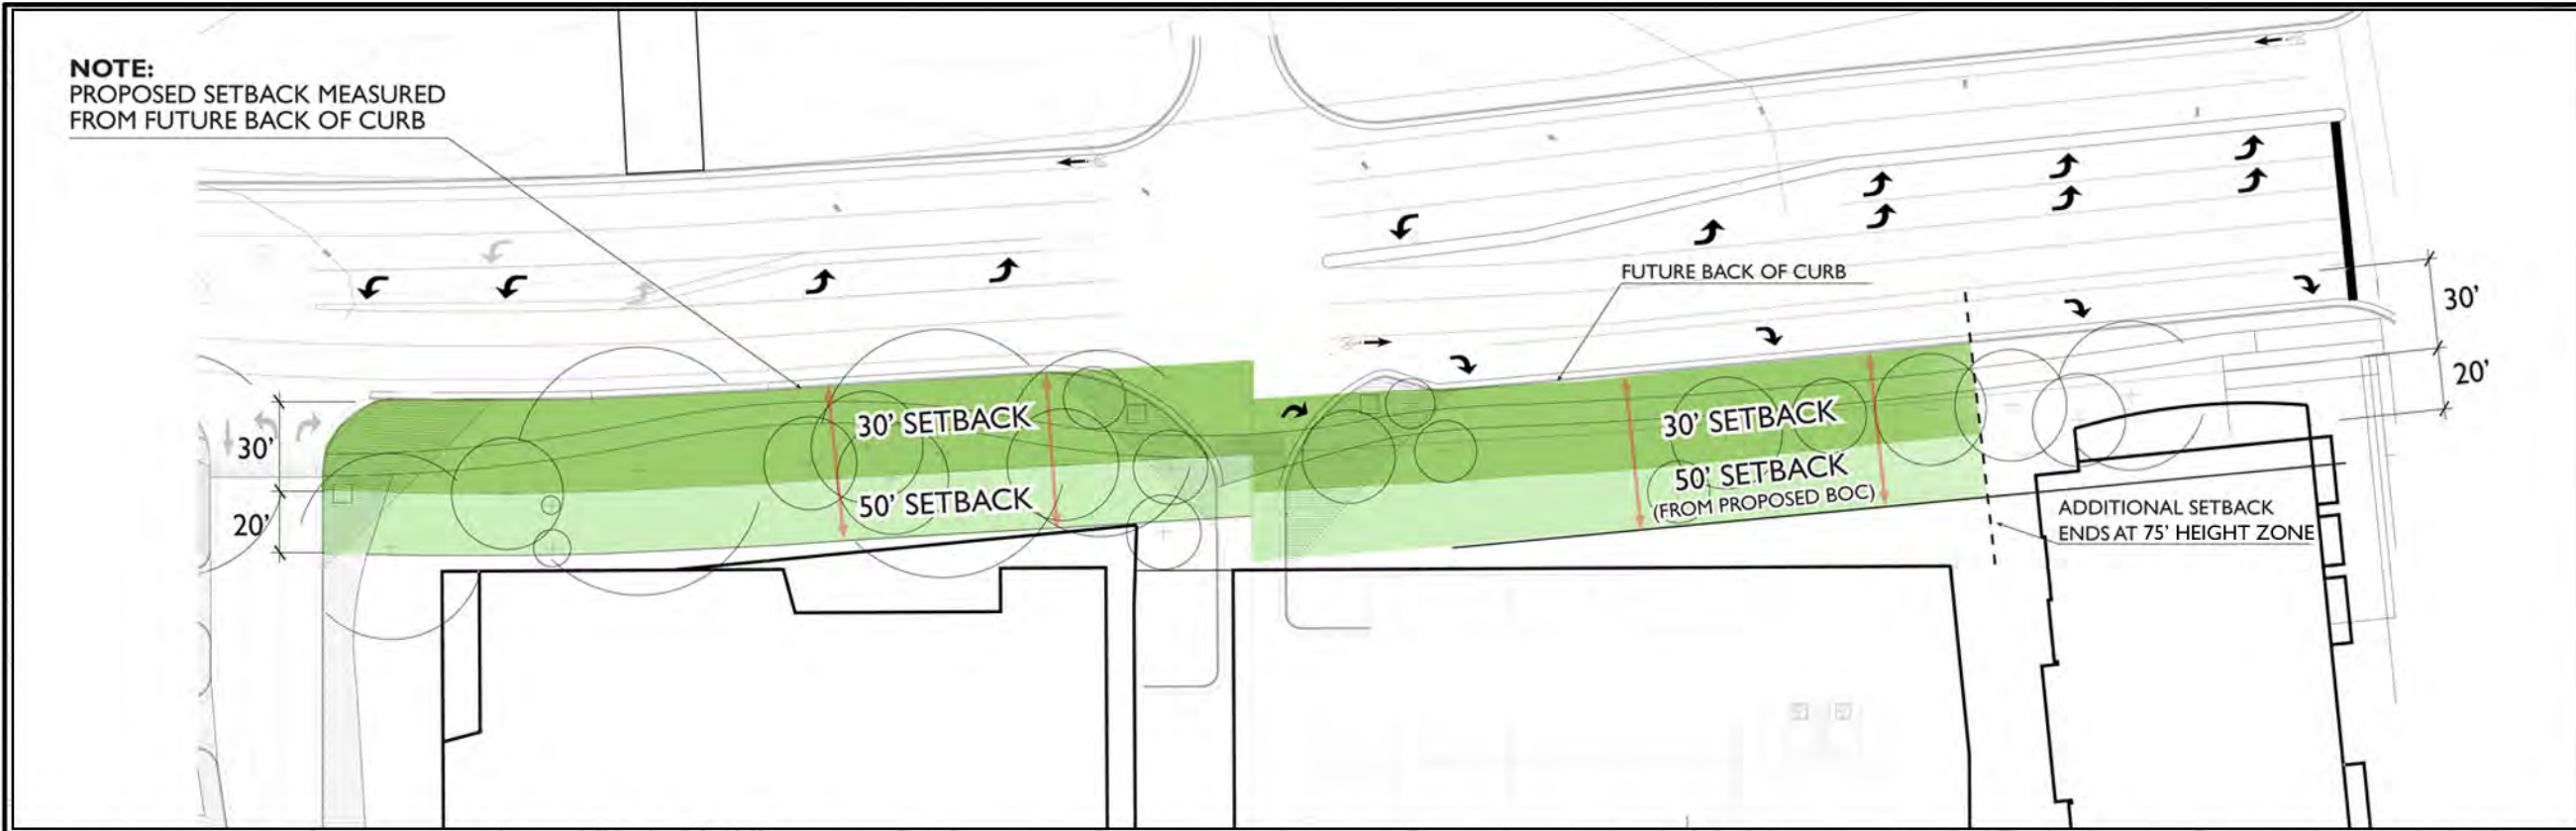 NOTE:
PROPOSED SETBACK MEASURED
FROM FUTURE BACK OF CURB
FUTURE BACK OF CURB
30'
20'
30'
20'
30' SETBACK
50' SETBACK
30' SETBACK
50' SETBACK
(FROM PROPOSED BOC)
ADDITIONAL SETBACK
ENDS AT 75' HEIGHT ZONE